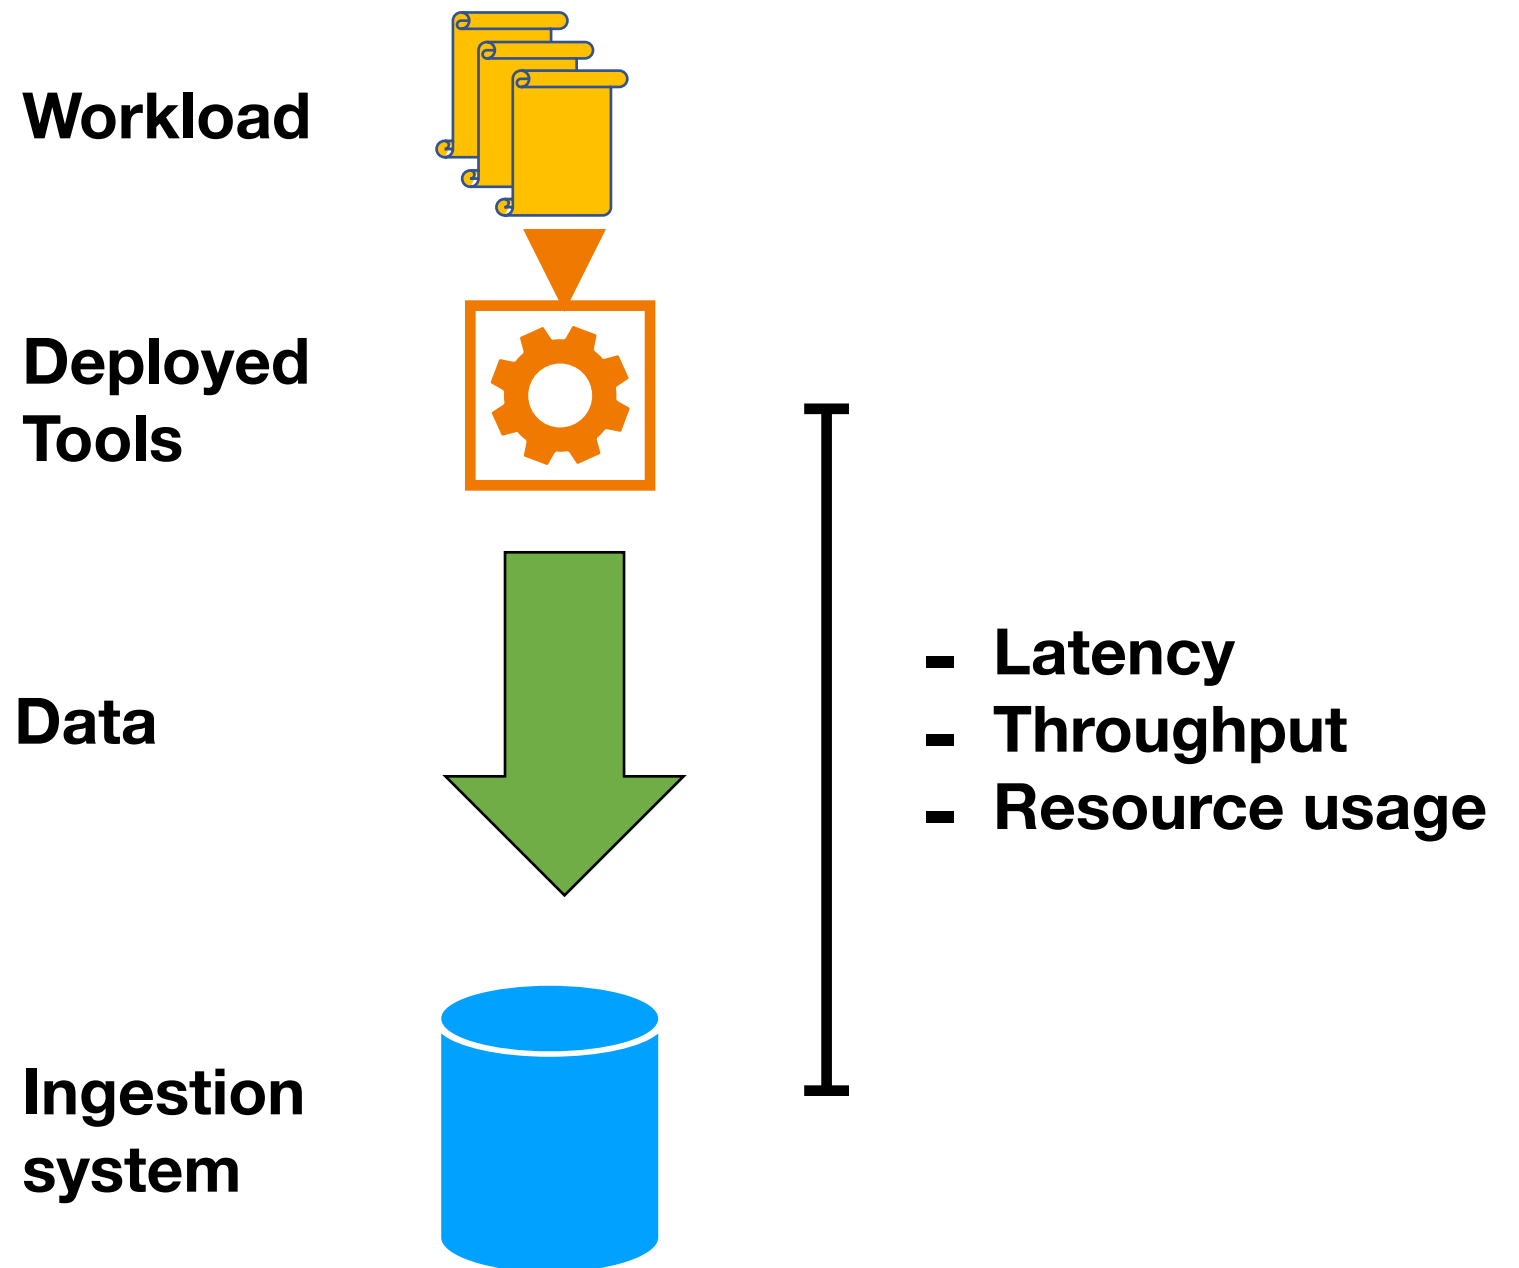 Workload
Deployed
Tools
Data
- Latency
- Throughput
- Resource usage
Ingestion
system